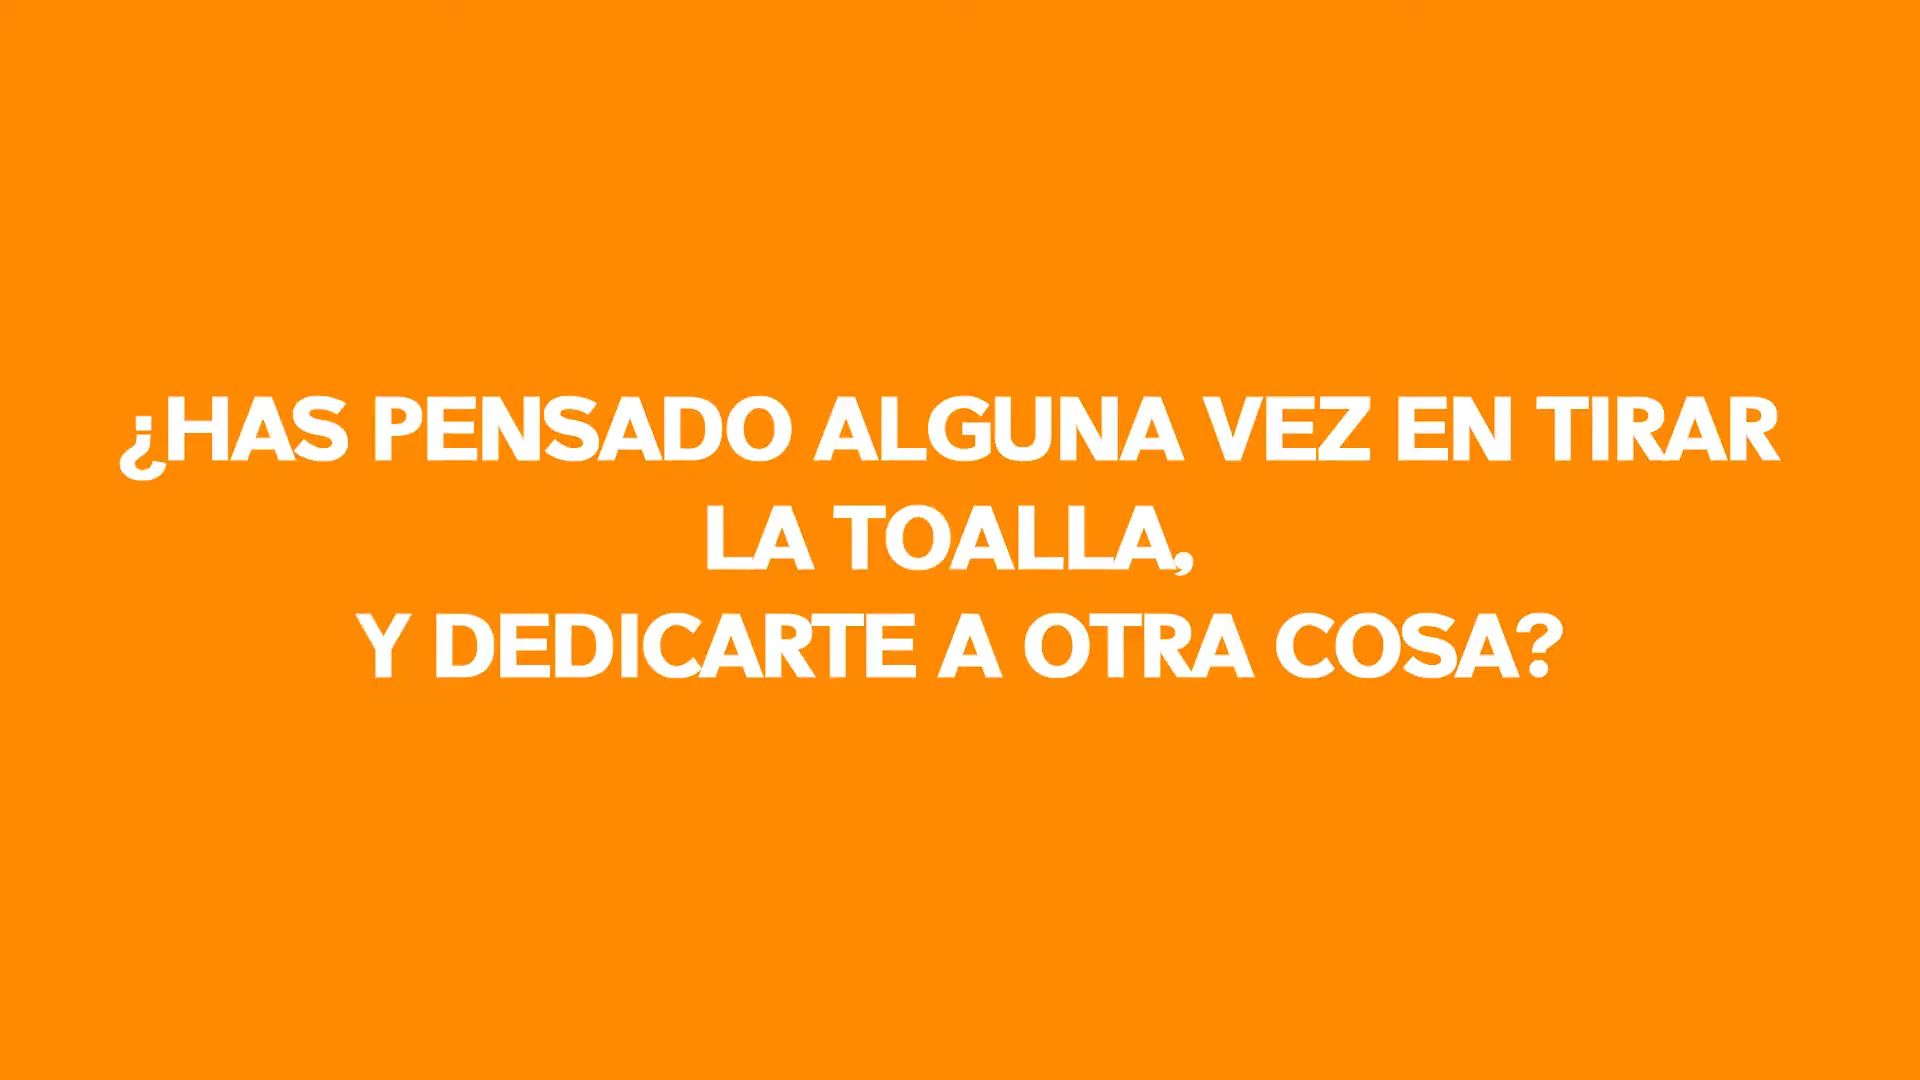 ¿HAS PENSADO ALGUNA VEZ EN TIRAR
LA TOALLA,
Y DEDICARTE A OTRA COSA?